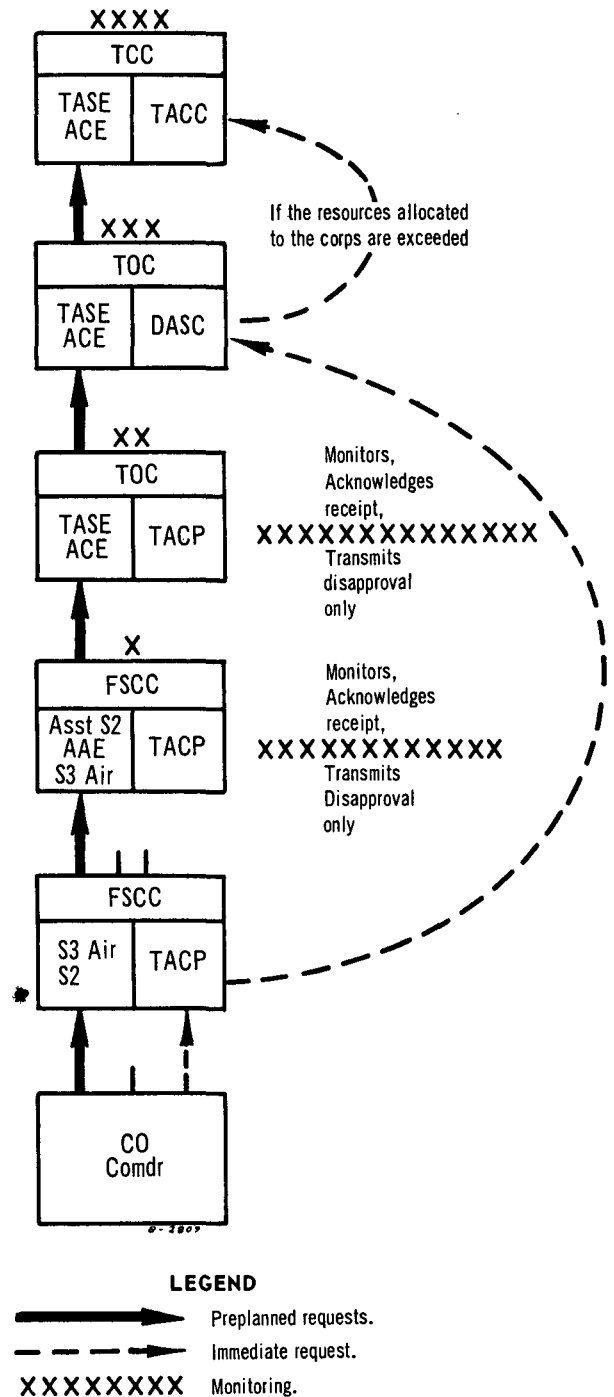 XXXX
TCC
TASE
ACE
TACC
If the resources allocated
to the corps are exceeded
XXX
TOC
TASE
ACE
DASC
XX
TOC
TASE
ACE
TACP
Monitors,
Acknowledges
receipt,
XXXXXXXXXXXXXX
Transmits
disapproval
only
X
FSCC
Asst S2
AAE
S3 Air
TACP
Monitors,
Acknowledges
receipt,
XXXXXXXXXXXX
Transmits
Disapproval
only
FSCC
S3 Air
S2
TACP
CO
Comdr
0-2807
LEGEND
Preplanned requests.
Immediate request.
XXXXXXXX Monitoring.